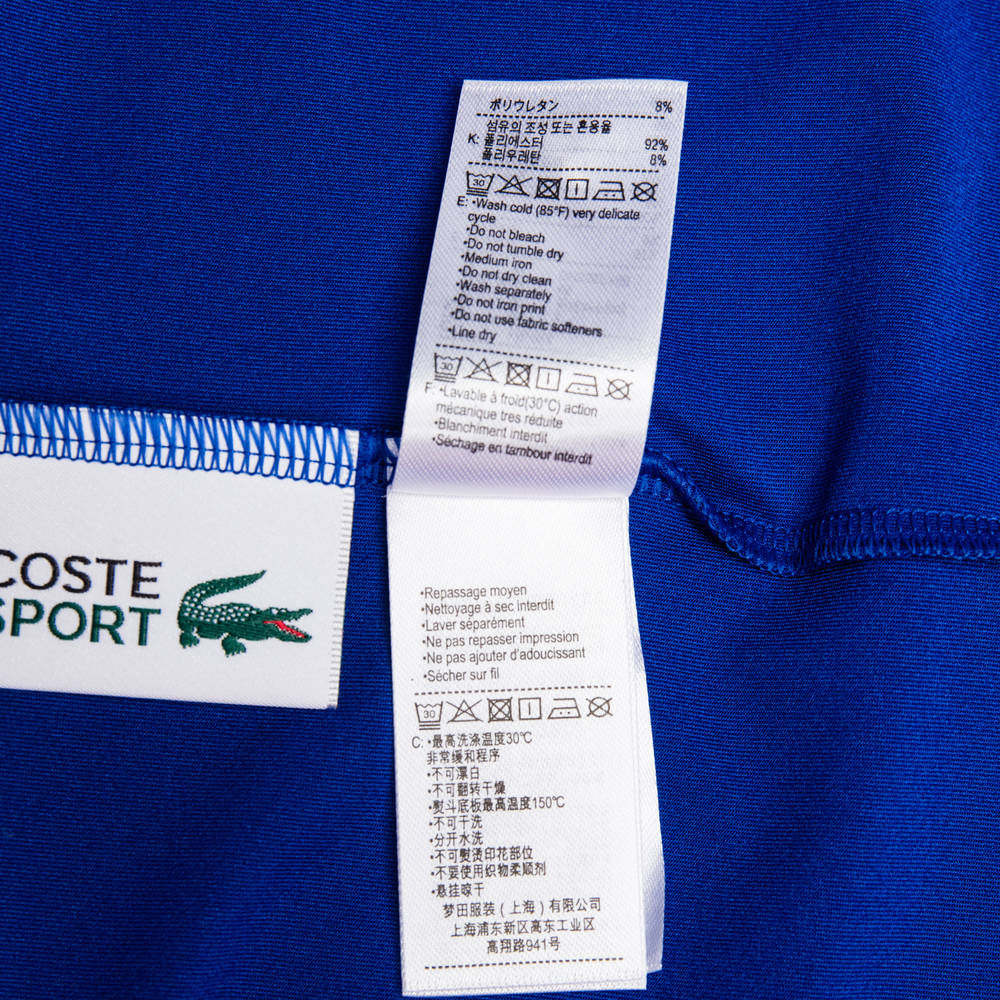 ポリウレタン 8%
섬유의 조성 또는 혼용율
K: 폴리에스터 92%
폴리우레탄 8%
30
E: •Wash cold (85°F) very delicate
cycle
•Do not bleach
•Do not tumble dry
•Medium iron
•Do not dry clean
•Wash separately
•Do not iron print
•Do not use fabric softeners
•Line dry
30
F: •Lavable à froid(30°C) action
mécanique tres réduite
•Blanchiment interdit
•Séchage en tambour interdit
COSTE
SPORT
•Repassage moyen
•Nettoyage à sec interdit
•Laver séparément
•Ne pas repasser impression
•Ne pas ajouter d'adoucissant
•Sécher sur fil
30
C: •最高洗涤温度30℃
非常缓和程序
•不可漂白
•不可翻转干燥
•熨斗底板最高温度150℃
•不可干洗
•分开水洗
•不可熨烫印花部位
•不要使用织物柔顺剂
•悬挂晾干
梦田服装（上海）有限公司
上海浦东新区高东工业区
高翔路941号